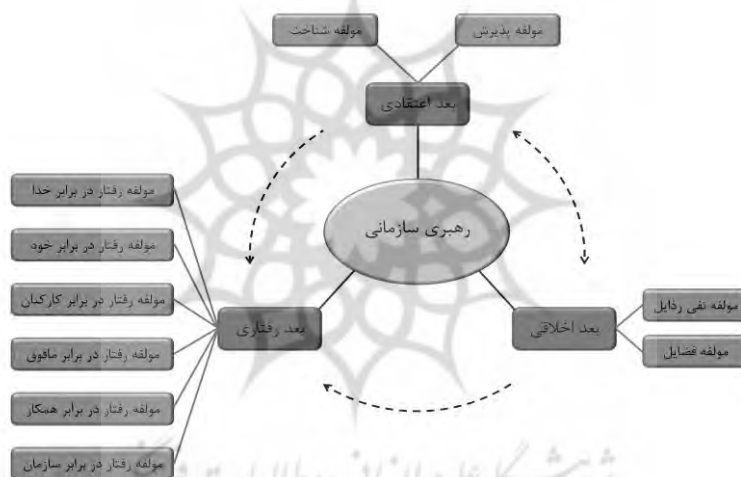 مولفه پذیرش
مولفه شناخت
بعد اعتقادی
رهبری سازمانی
بعد اخلاقی
مولفه نفی رذایل
مولفه فضایل
بعد رفتاری
مولفه رفتار در برابر خدا
مولفه رفتار در برابر خود
مولفه رفتار در برابر کارکنان
مولفه رفتار در برابر مافوق
مولفه رفتار در برابر همکار
مولفه رفتار در برابر سازمان